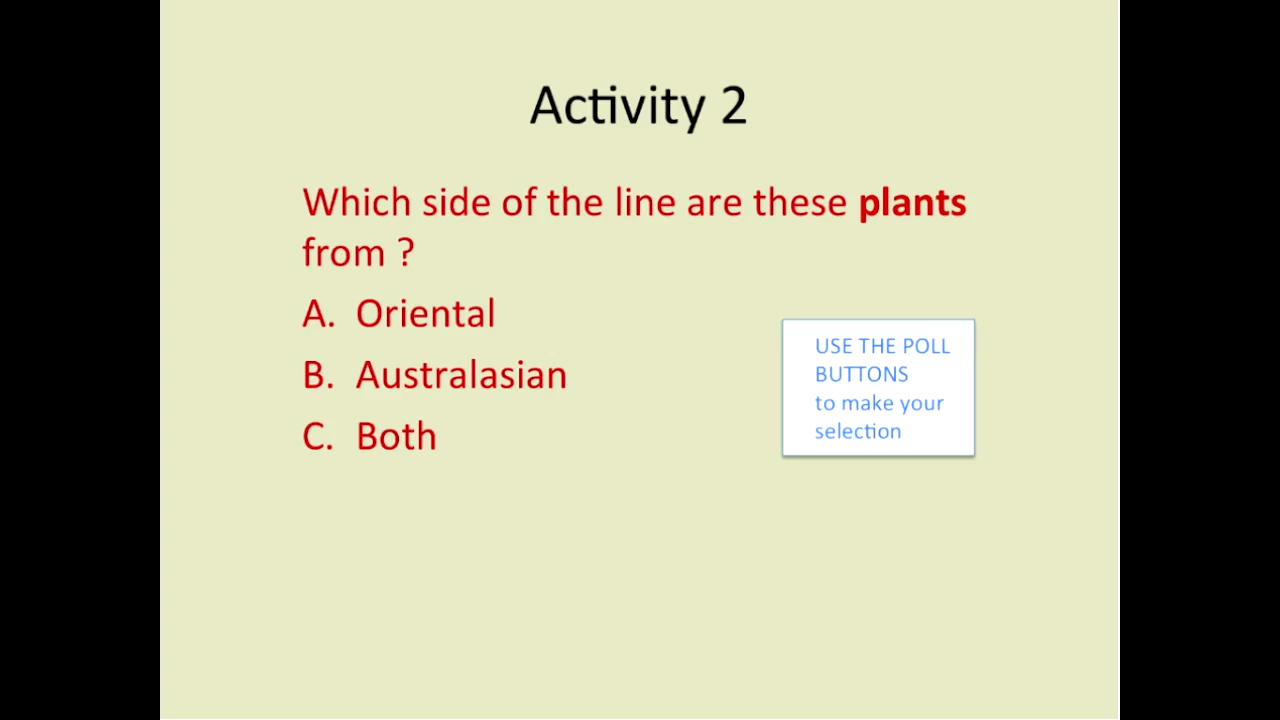 Activity 2
Which side of the line are these plants
from ?
A. Oriental
B. Australasian
C. Both
USE THE POLL
BUTTONS
to make your
selection